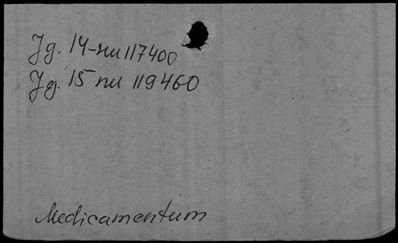 Jg. 14-nu 117400
Jg. 15 nu 119460
Medicamentum